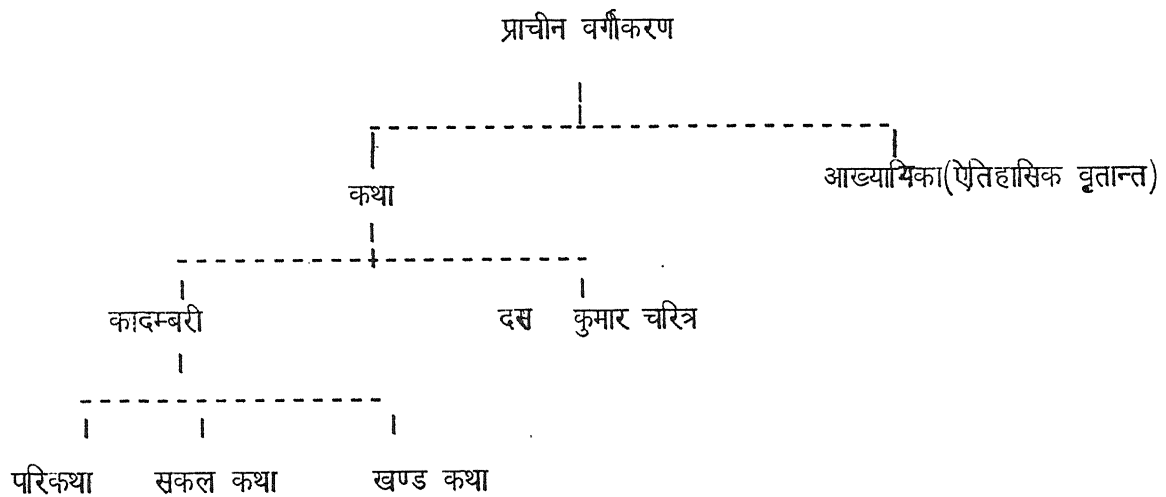 प्राचीन वर्गीकरण
आख्यायिका(ऐतिहासिक वृतान्त)
कथा
कादम्बरी दस कुमार चरित्र
परिकथा सकल कथा खण्ड कथा